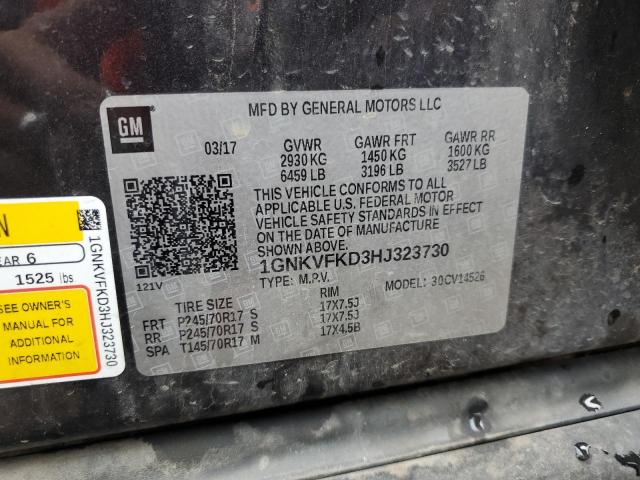 GM
MFD BY GENERAL MOTORS LLC
03/17 GVWR GAWR FRT GAWR RR
2930 KG 1450 KG 1600 KG
6459 LB 3196 LB 3527 LB
THIS VEHICLE CONFORMS TO ALL
APPLICABLE U.S. FEDERAL MOTOR
VEHICLE SAFETY STANDARDS IN EFFECT
ON THE DATE OF MANUFACTURE
SHOWN ABOVE.
1GNKVFKD3HJ323730
121V
TYPE: M.P.V. MODEL: 30CV14526
TIRE SIZE RIM
FRT P245/70R17 S 17X7.5J
RR P245/70R17 S 17X7.5J
SPA T145/70R17 M 17X4.5B
EAR 6
1525 lbs
SEE OWNER'S
MANUAL FOR
ADDITIONAL
INFORMATION
1GNKVFKD3HJ323730